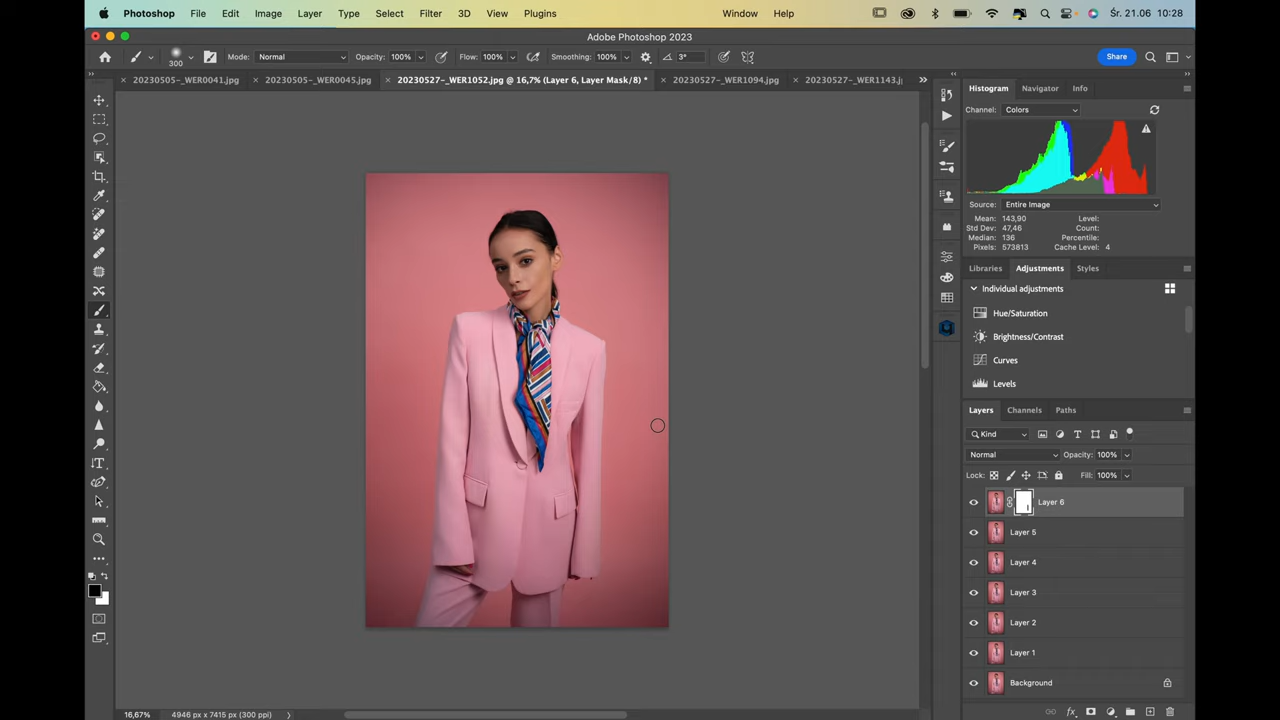 Photoshop File Edit Image Layer Type Select Filter 3D View Plugins Window Help Śr. 21.06 10:28
Adobe Photoshop 2023
300 Mode: Normal Opacity: 100% Flow: 100% Smoothing: 100% 3° Share
20230505-_WER0041.jpg 20230505-_WER0045.jpg 20230527-_WER1052.jpg @ 16,7% (Layer 6, Layer Mask/8) * 20230527-_WER1094.jpg 20230527-_WER1143.j
Histogram Navigator Info
Channel: Colors
Source: Entire Image
Mean: 143,90 Level:
Std Dev: 47,46 Count:
Median: 136 Percentile:
Pixels: 573813 Cache Level: 4
Libraries Adjustments Styles
Individual adjustments
Hue/Saturation
Brightness/Contrast
Curves
Levels
Layers Channels Paths
Kind
Normal Opacity: 100%
Lock: Fill: 100%
Layer 6
Layer 5
Layer 4
Layer 3
Layer 2
Layer 1
Background
16,67% 4946 px x 7415 px (300 ppi)